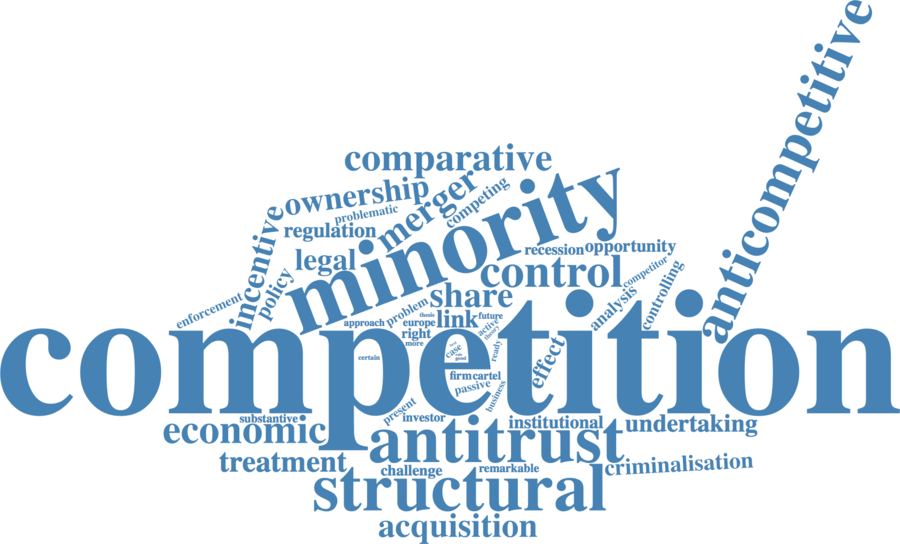 anticompetitive
comparative
ownership
merger
competing
problematic
minority
regulation
incentive
recession
opportunity
legal
control
competitor
controlling
policy
share
analysis
enforcement
problem
thesis
link
future
approach
europe
active
theory
right
more
competition
case
ready
certain
good
effect
firm
cartel
passive
business
present
investor
substantive
institutional
undertaking
economic
antitrust
treatment
challenge
remarkable
criminalisation
structural
acquisition